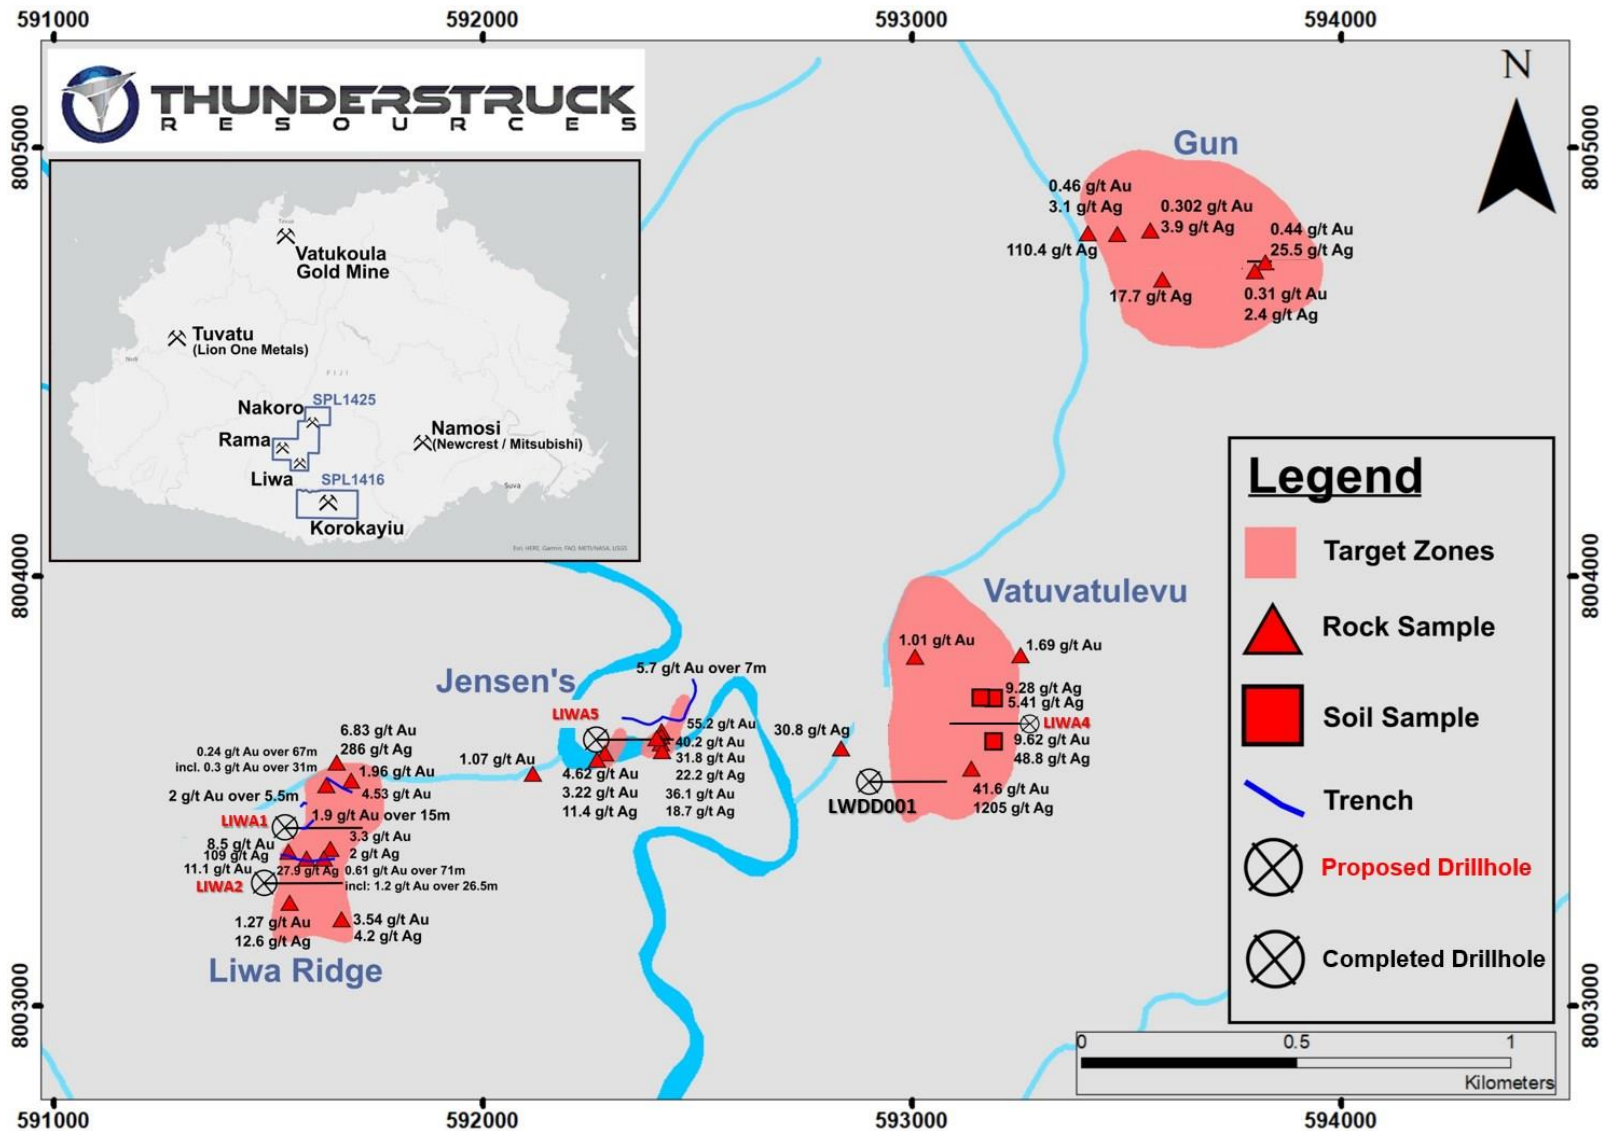 591000
592000
593000
594000
THUNDERSTRUCK
RESOURCES
N
8005000
8005000
Vatukoula
Gold Mine
Tuvatu
(Lion One Metals)
FIJI
Nakoro
SPL1425
Rama
Namosi
(Newcrest / Mitsubishi)
Liwa
SPL1416
Suva
Korokayiu
Esri, HERE, Garmin, FAO, METI/NASA, USGS
Gun
0.46 g/t Au
3.1 g/t Ag
0.302 g/t Au
3.9 g/t Ag
0.44 g/t Au
25.5 g/t Ag
110.4 g/t Ag
17.7 g/t Ag
0.31 g/t Au
2.4 g/t Ag
8004000
8004000
Vatuvatulevu
1.01 g/t Au
1.69 g/t Au
9.28 g/t Ag
5.41 g/t Ag
LIWA4
9.62 g/t Au
48.8 g/t Ag
30.8 g/t Ag
LWDD001
41.6 g/t Au
1205 g/t Ag
Jensen's
5.7 g/t Au over 7m
LIWA5
55.2 g/t Au
40.2 g/t Au
31.8 g/t Au
22.2 g/t Ag
36.1 g/t Au
18.7 g/t Ag
1.07 g/t Au
4.62 g/t Au
3.22 g/t Au
11.4 g/t Ag
6.83 g/t Au
286 g/t Ag
0.24 g/t Au over 67m
incl. 0.3 g/t Au over 31m
1.96 g/t Au
4.53 g/t Au
2 g/t Au over 5.5m
LIWA1
1.9 g/t Au over 15m
8.5 g/t Au
109 g/t Ag
3.3 g/t Au
2 g/t Ag
11.1 g/t Au
27.9 g/t Ag
0.61 g/t Au over 71m
LIWA2
incl: 1.2 g/t Au over 26.5m
1.27 g/t Au
12.6 g/t Ag
3.54 g/t Au
4.2 g/t Ag
Liwa Ridge
Legend
Target Zones
Rock Sample
Soil Sample
Trench
Proposed Drillhole
Completed Drillhole
8003000
8003000
0
0.5
1
Kilometers
591000
592000
593000
594000